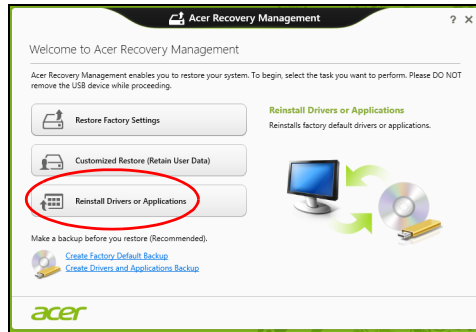 Acer Recovery Management
? X
Welcome to Acer Recovery Management
Acer Recovery Management enables you to restore your system. To begin, select the task you want to perform. Please DO NOT
remove the USB device while proceeding.
Restore Factory Settings
Reinstall Drivers or Applications
Reinstalls factory default drivers or applications.
Customized Restore (Retain User Data)
Reinstall Drivers or Applications
Make a backup before you restore (Recommended).
Create Factory Default Backup
Create Drivers and Applications Backup
acer